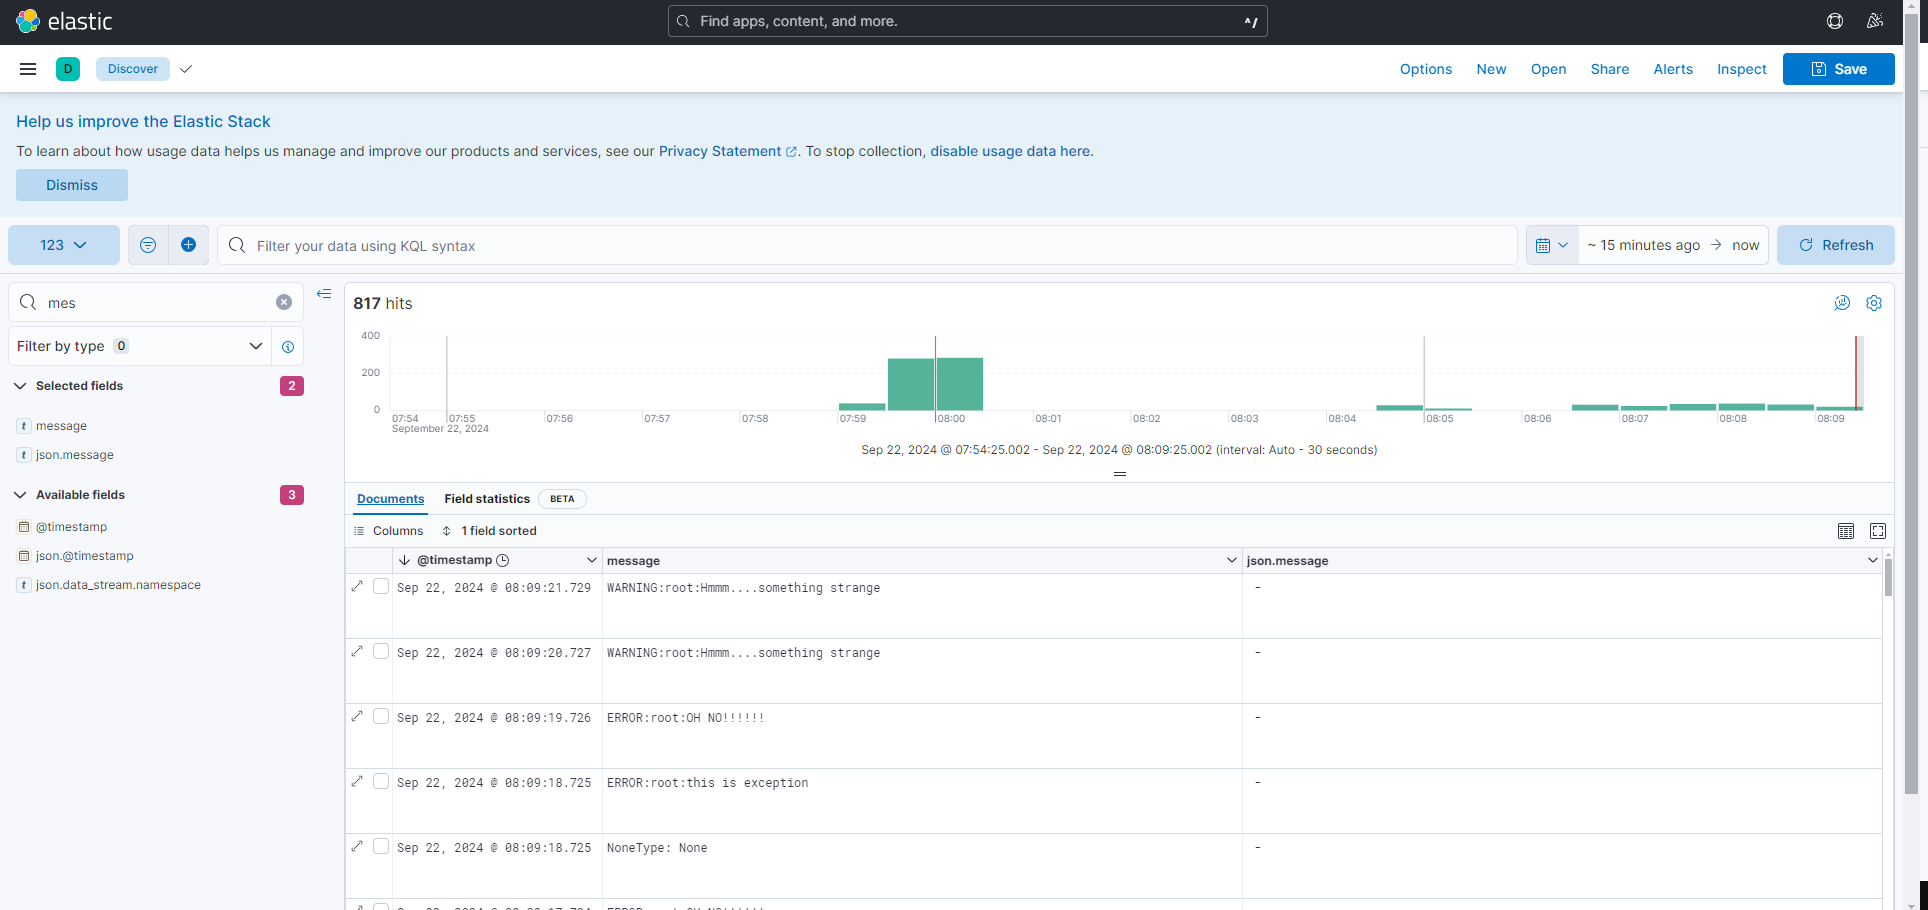 elastic
Find apps, content, and more.
^/
D
Discover
Options
New
Open
Share
Alerts
Inspect
Save
Help us improve the Elastic Stack
To learn about how usage data helps us manage and improve our products and services, see our Privacy Statement. To stop collection, disable usage data here.
Dismiss
123
Filter your data using KQL syntax
~ 15 minutes ago → now
Refresh
mes
Filter by type 0
Selected fields 2
t message
t json.message
Available fields 3
@timestamp
json.@timestamp
t json.data_stream.namespace
817 hits
400
200
0
07:54 07:55 07:56 07:57 07:58 07:59 08:00 08:01 08:02 08:03 08:04 08:05 08:06 08:07 08:08 08:09
September 22, 2024
Sep 22, 2024 @ 07:54:25.002 - Sep 22, 2024 @ 08:09:25.002 (interval: Auto - 30 seconds)
Documents Field statistics BETA
Columns 1 field sorted
@timestamp message json.message
Sep 22, 2024 @ 08:09:21.729 WARNING:root:Hmmm....something strange -
Sep 22, 2024 @ 08:09:20.727 WARNING:root:Hmmm....something strange -
Sep 22, 2024 @ 08:09:19.726 ERROR:root:OH NO!!!!!! -
Sep 22, 2024 @ 08:09:18.725 ERROR:root:this is exception -
Sep 22, 2024 @ 08:09:18.725 NoneType: None -